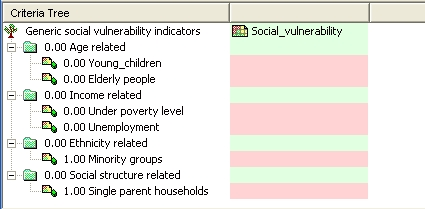 Criteria Tree
Generic social vulnerability indicators Social_vulnerability
0.00 Age related
0.00 Young_children
0.00 Elderly people
0.00 Income related
0.00 Under poverty level
0.00 Unemployment
0.00 Ethnicity related
1.00 Minority groups
0.00 Social structure related
1.00 Single parent households